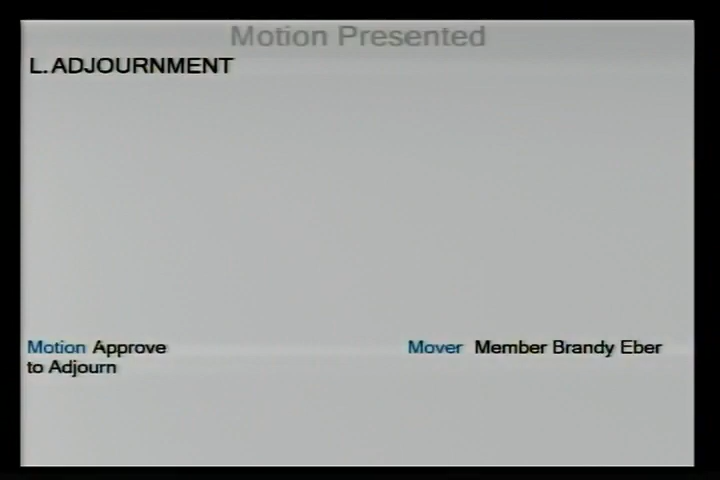 Motion Presented
L. ADJOURNMENT
Motion Approve
to Adjourn
Mover Member Brandy Eber